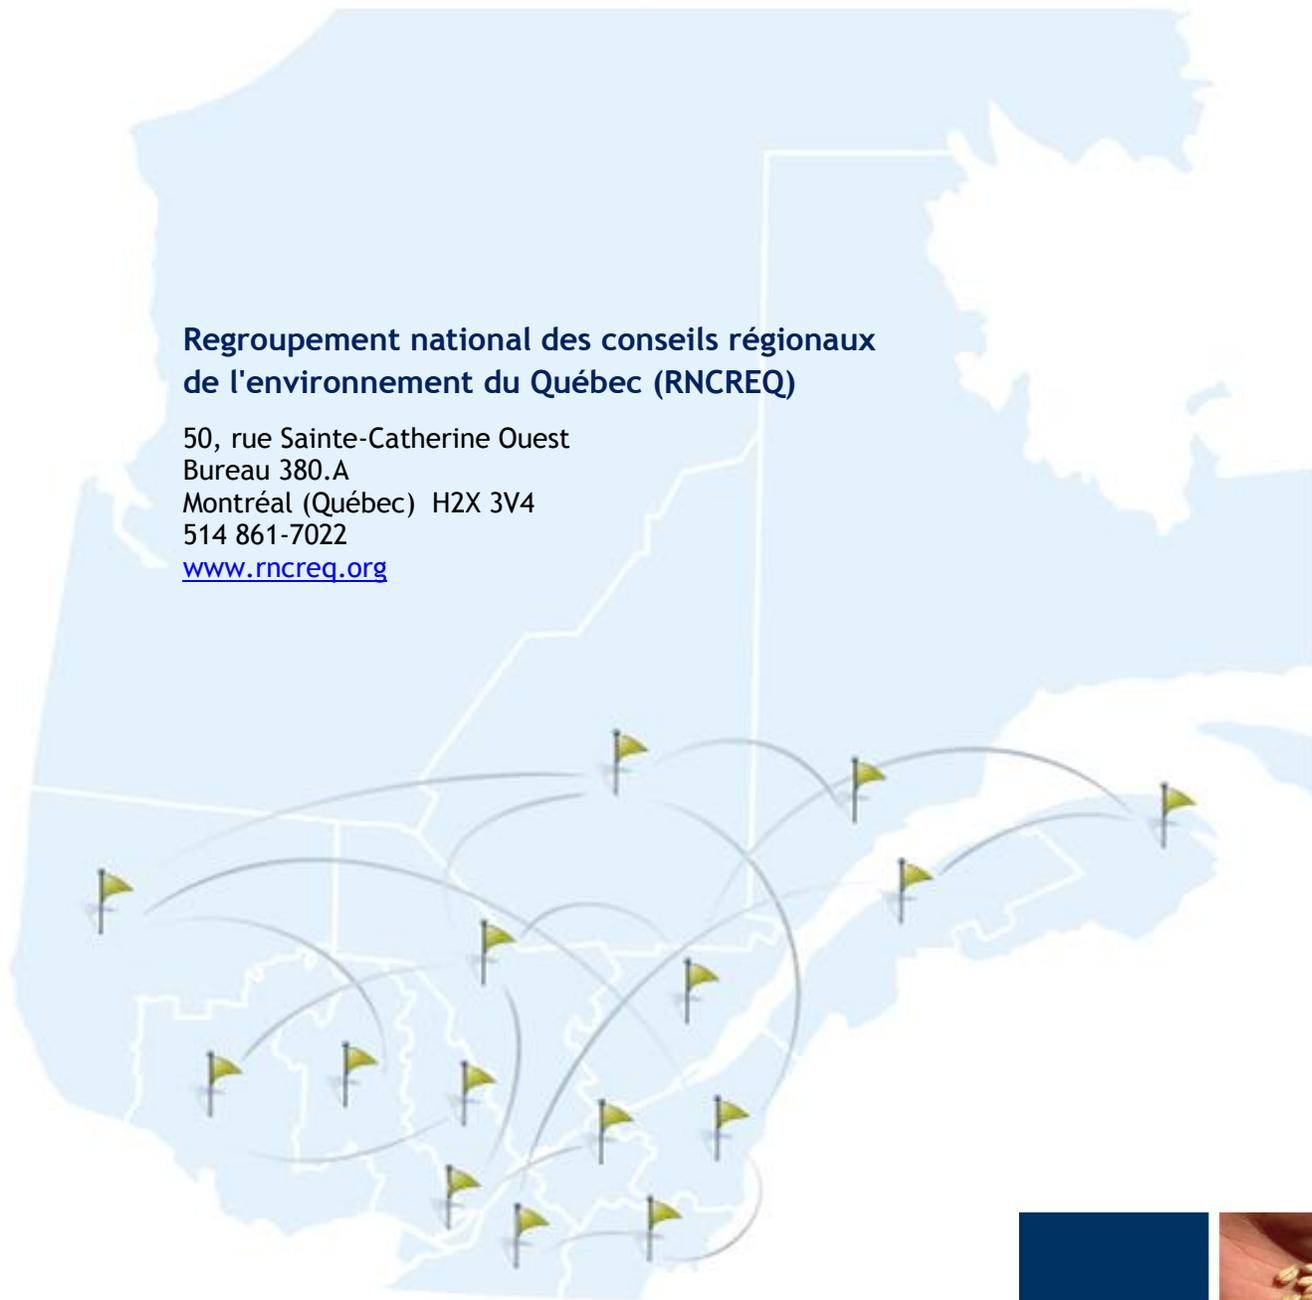 Regroupement national des conseils régionaux
de l'environnement du Québec (RNCREQ)
50, rue Sainte-Catherine Ouest
Bureau 380.A
Montréal (Québec)  H2X 3V4
514 861-7022
www.rncreq.org